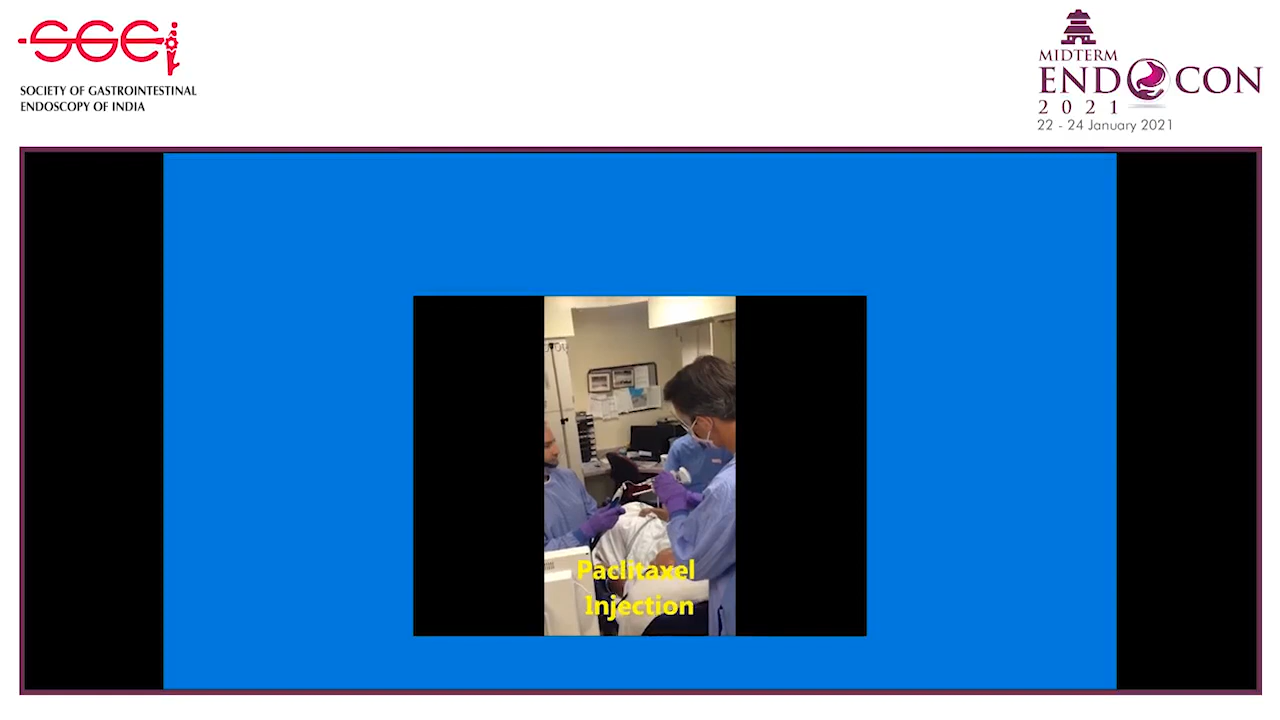 SGEi
SOCIETY OF GASTROINTESTINAL
ENDOSCOPY OF INDIA
MIDTERM
ENDOCON
2021
22 - 24 January 2021
Paclitaxel
Injection